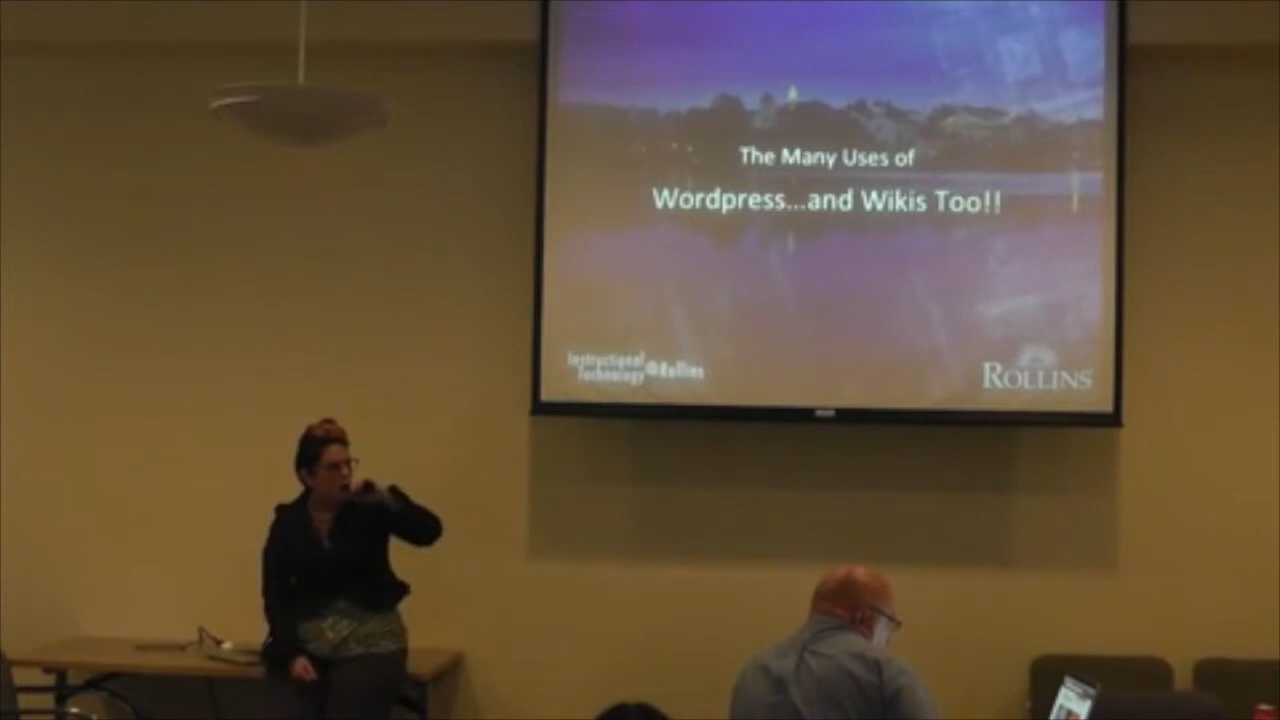 The Many Uses of
Wordpress...and Wikis Too!!
Instructional
Technology @Rollins
ROLLINS